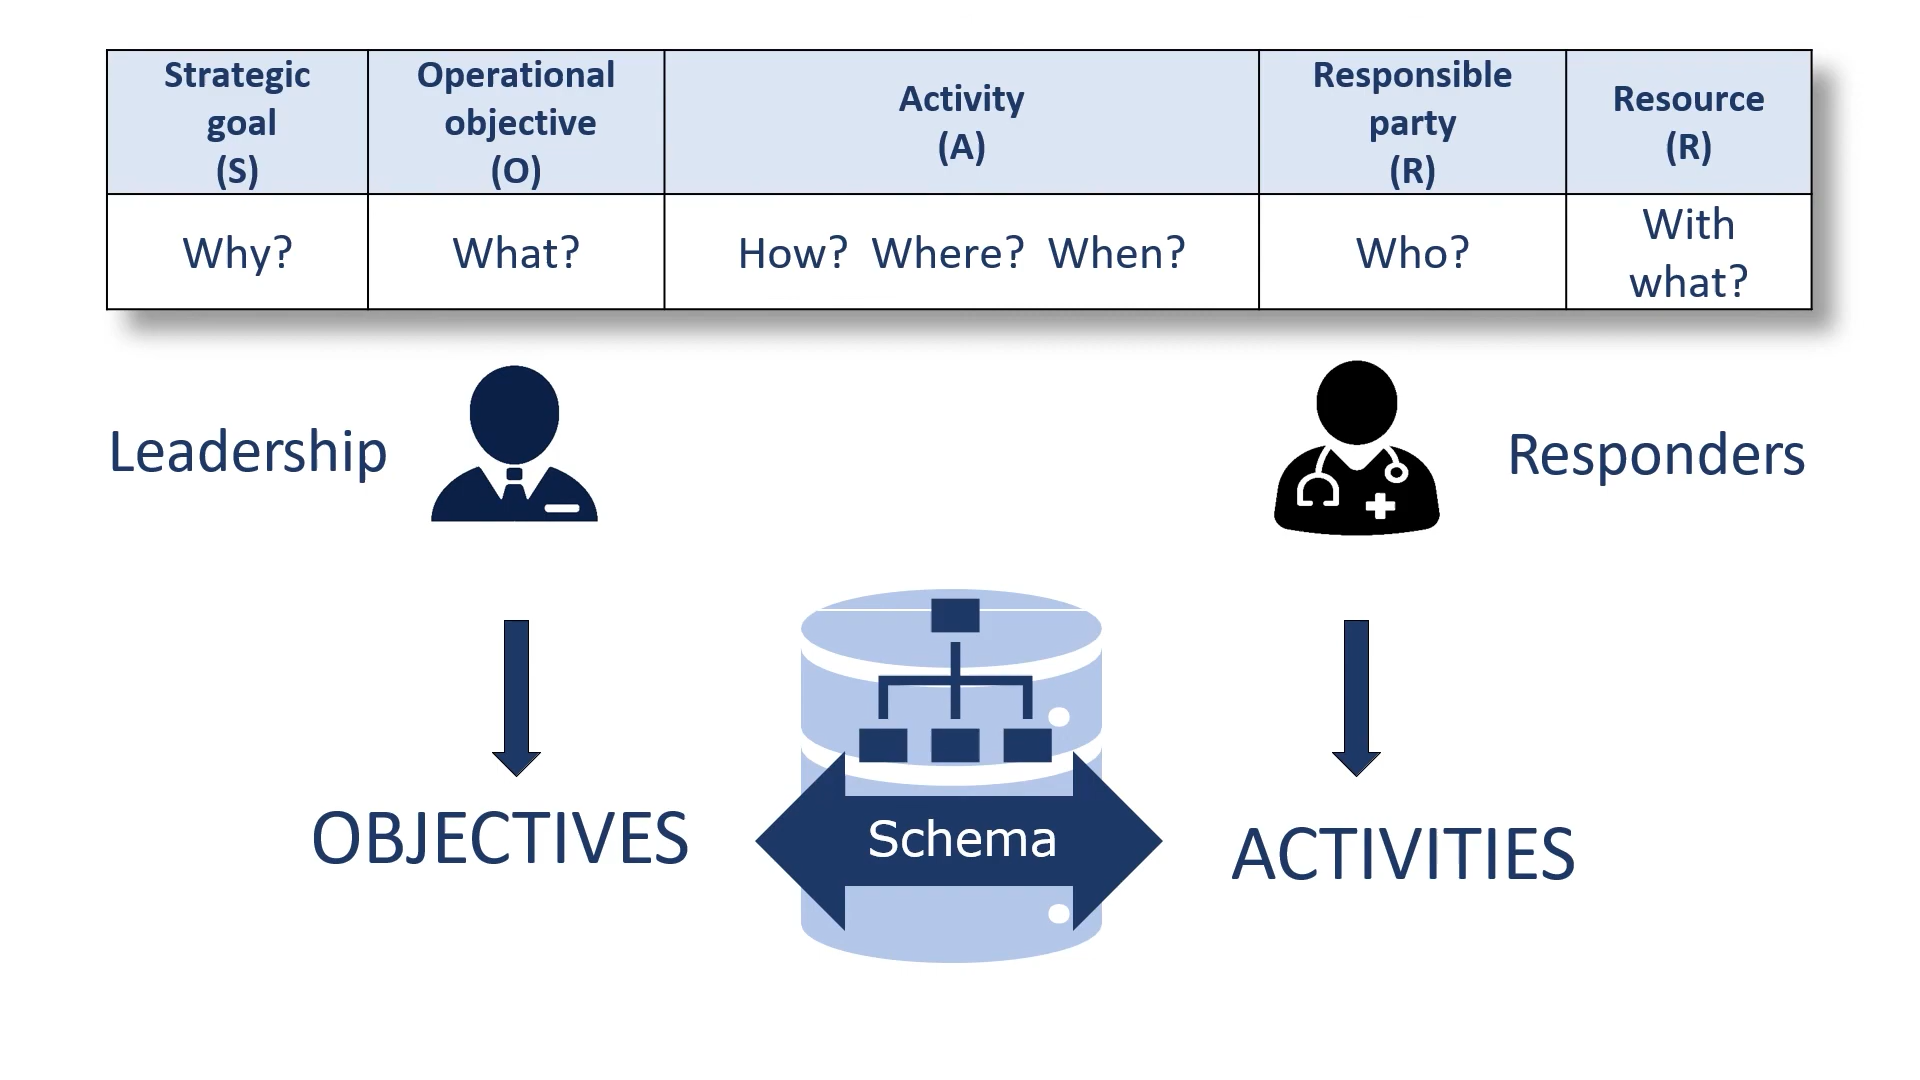 Strategic
goal
(S)
Operational
objective
(O)
Activity
(A)
Responsible
party
(R)
Resource
(R)
Why?
What?
How? Where? When?
Who?
With
what?
Leadership
Responders
OBJECTIVES
Schema
ACTIVITIES